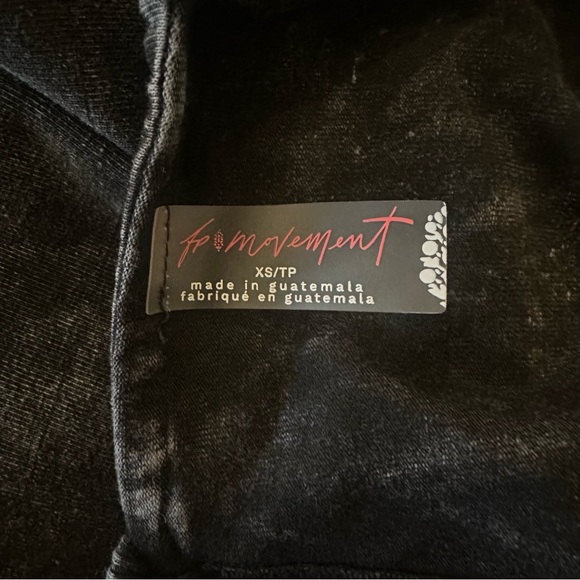 fp movement
XS/TP
made in guatemala
fabriqué en guatemala